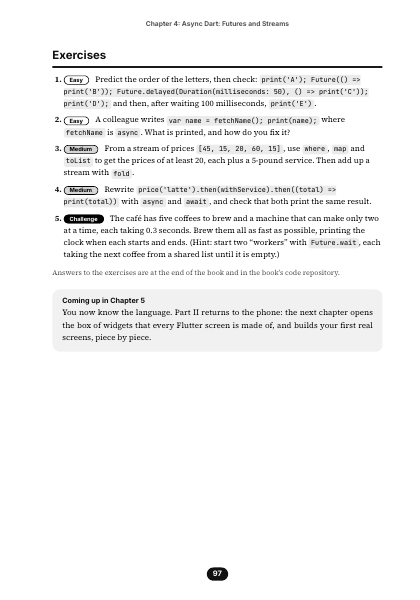 Chapter 4: Async Dart: Futures and Streams
Exercises
1. Easy Predict the order of the letters, then check: print('A'); Future(() =>
print('B')); Future.delayed(Duration(milliseconds: 50), () => print('C'));
print('D'); and then, after waiting 100 milliseconds, print('E').
2. Easy A colleague writes var name = fetchName(); print(name); where
fetchName is async. What is printed, and how do you fix it?
3. Medium From a stream of prices [45, 15, 20, 60, 15], use where, map and
toList to get the prices of at least 20, each plus a 5-pound service. Then add up a
stream with fold.
4. Medium Rewrite price('latte').then(withService).then((total) =>
print(total)) with async and await, and check that both print the same result.
5. Challenge The café has five coffees to brew and a machine that can make only two
at a time, each taking 0.3 seconds. Brew them all as fast as possible, printing the
clock when each starts and ends. (Hint: start two “workers” with Future.wait, each
taking the next coffee from a shared list until it is empty.)
Answers to the exercises are at the end of the book and in the book's code repository.
Coming up in Chapter 5
You now know the language. Part II returns to the phone: the next chapter opens
the box of widgets that every Flutter screen is made of, and builds your first real
screens, piece by piece.
97